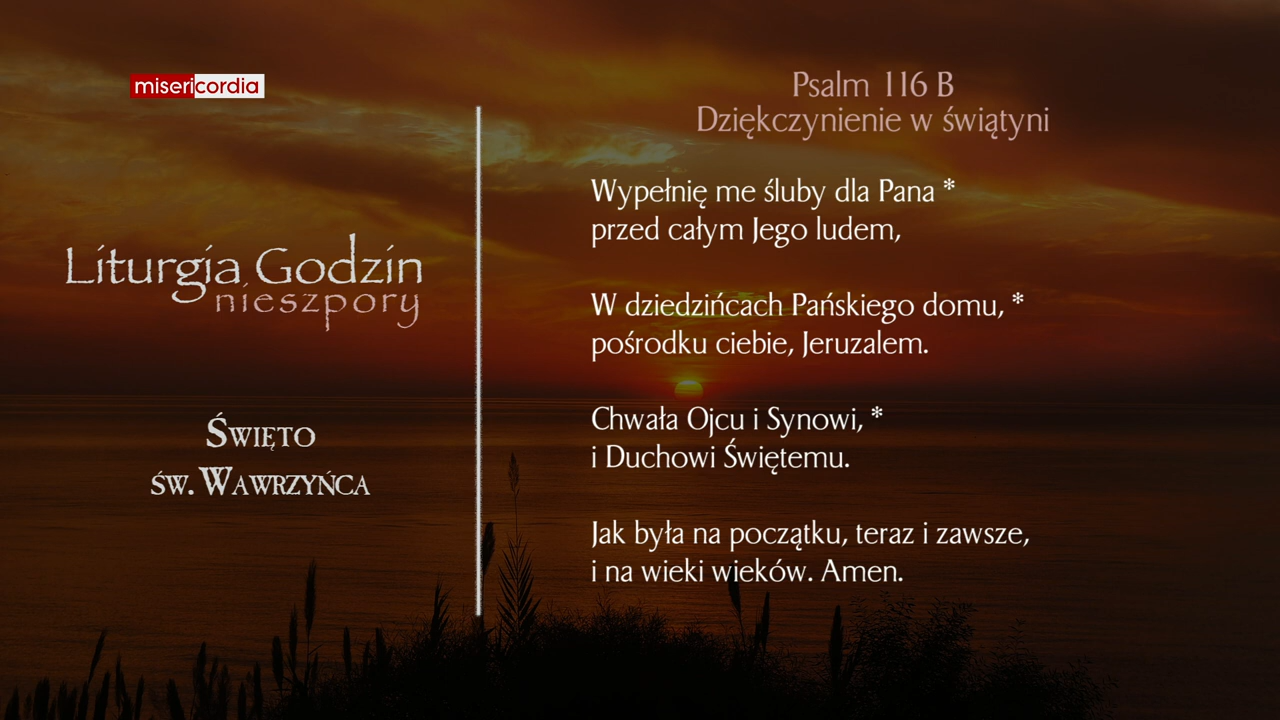 misericordia
Liturgia Godzin
nieszpory
Święto
św. Wawrzyńca
Psalm 116 B
Dziękczynienie w świątyni
Wypełnię me śluby dla Pana *
przed całym Jego ludem,
W dziedzińcach Pańskiego domu, *
pośrodku ciebie, Jeruzalem.
Chwała Ojcu i Synowi, *
i Duchowi Świętemu.
Jak była na początku, teraz i zawsze,
i na wieki wieków. Amen.